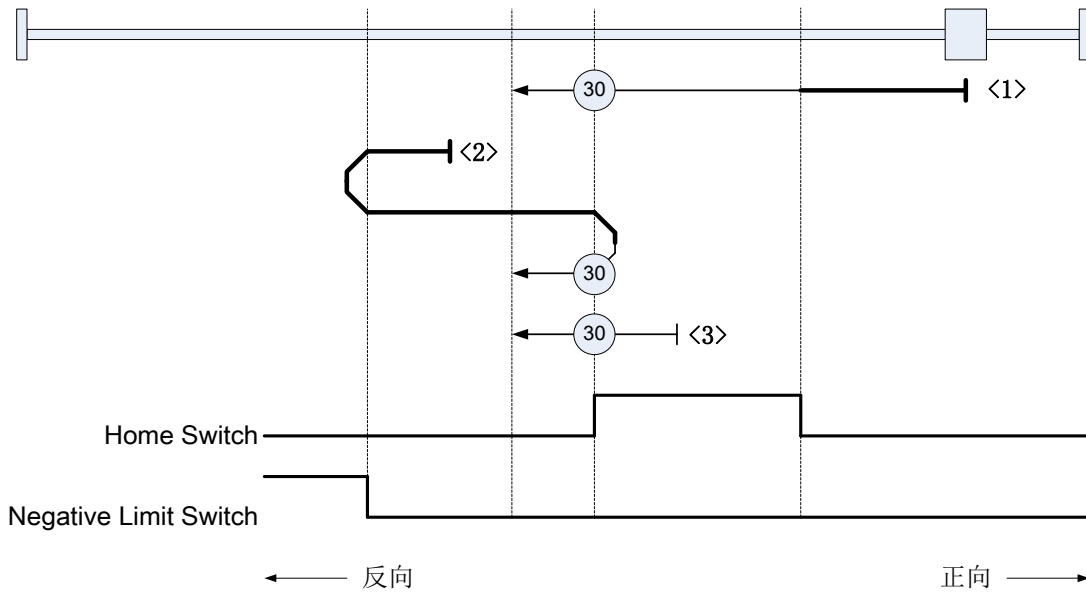 30
<1>
<2>
30
30
<3>
Home Switch
Negative Limit Switch
反向
正向